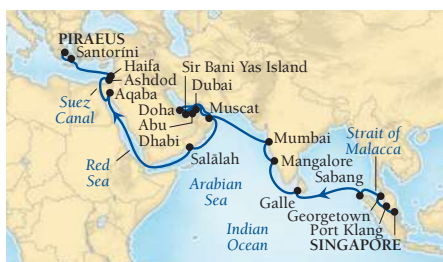 PIRAEUS
Santoríni
Haifa
Ashdod
Aqaba
Suez
Canal
Sir Bani Yas Island
Dubai
Doha
Muscat
Abu
Dhabi
Red
Sea
Salālah
Arabian
Sea
Mumbai
Mangalore
Strait of
Malacca
Sabang
Galle
Georgetown
Port Klang
SINGAPORE
Indian
Ocean